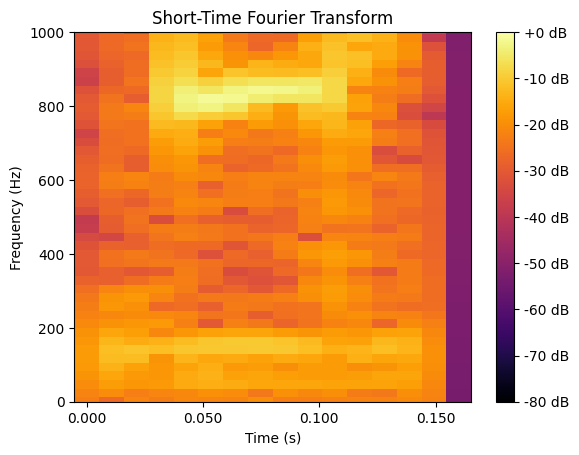 Short-Time Fourier Transform
Frequency (Hz)
1000
800
600
400
200
0
0.000
0.050
0.100
0.150
Time (s)
+0 dB
-10 dB
-20 dB
-30 dB
-40 dB
-50 dB
-60 dB
-70 dB
-80 dB